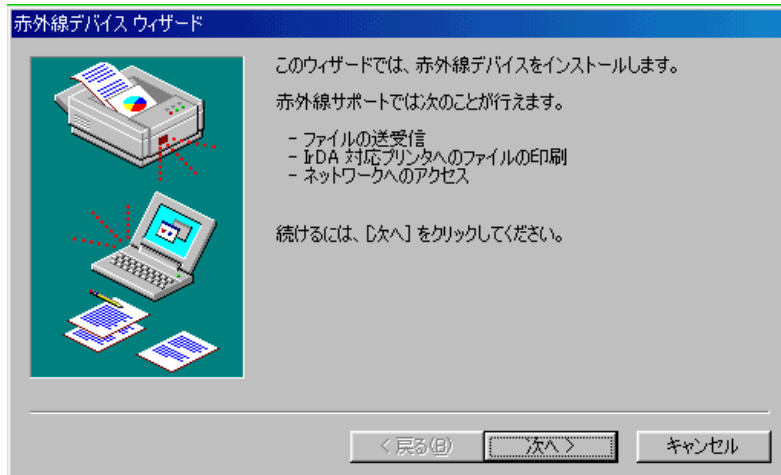 赤外線デバイス ウィザード
このウィザードでは、赤外線デバイスをインストールします。
赤外線サポートでは次のことが行えます。
- ファイルの送受信
- IrDA 対応プリンタへのファイルの印刷
- ネットワークへのアクセス
続けるには、[次へ] をクリックしてください。
< 戻る(B)
次へ >
キャンセル